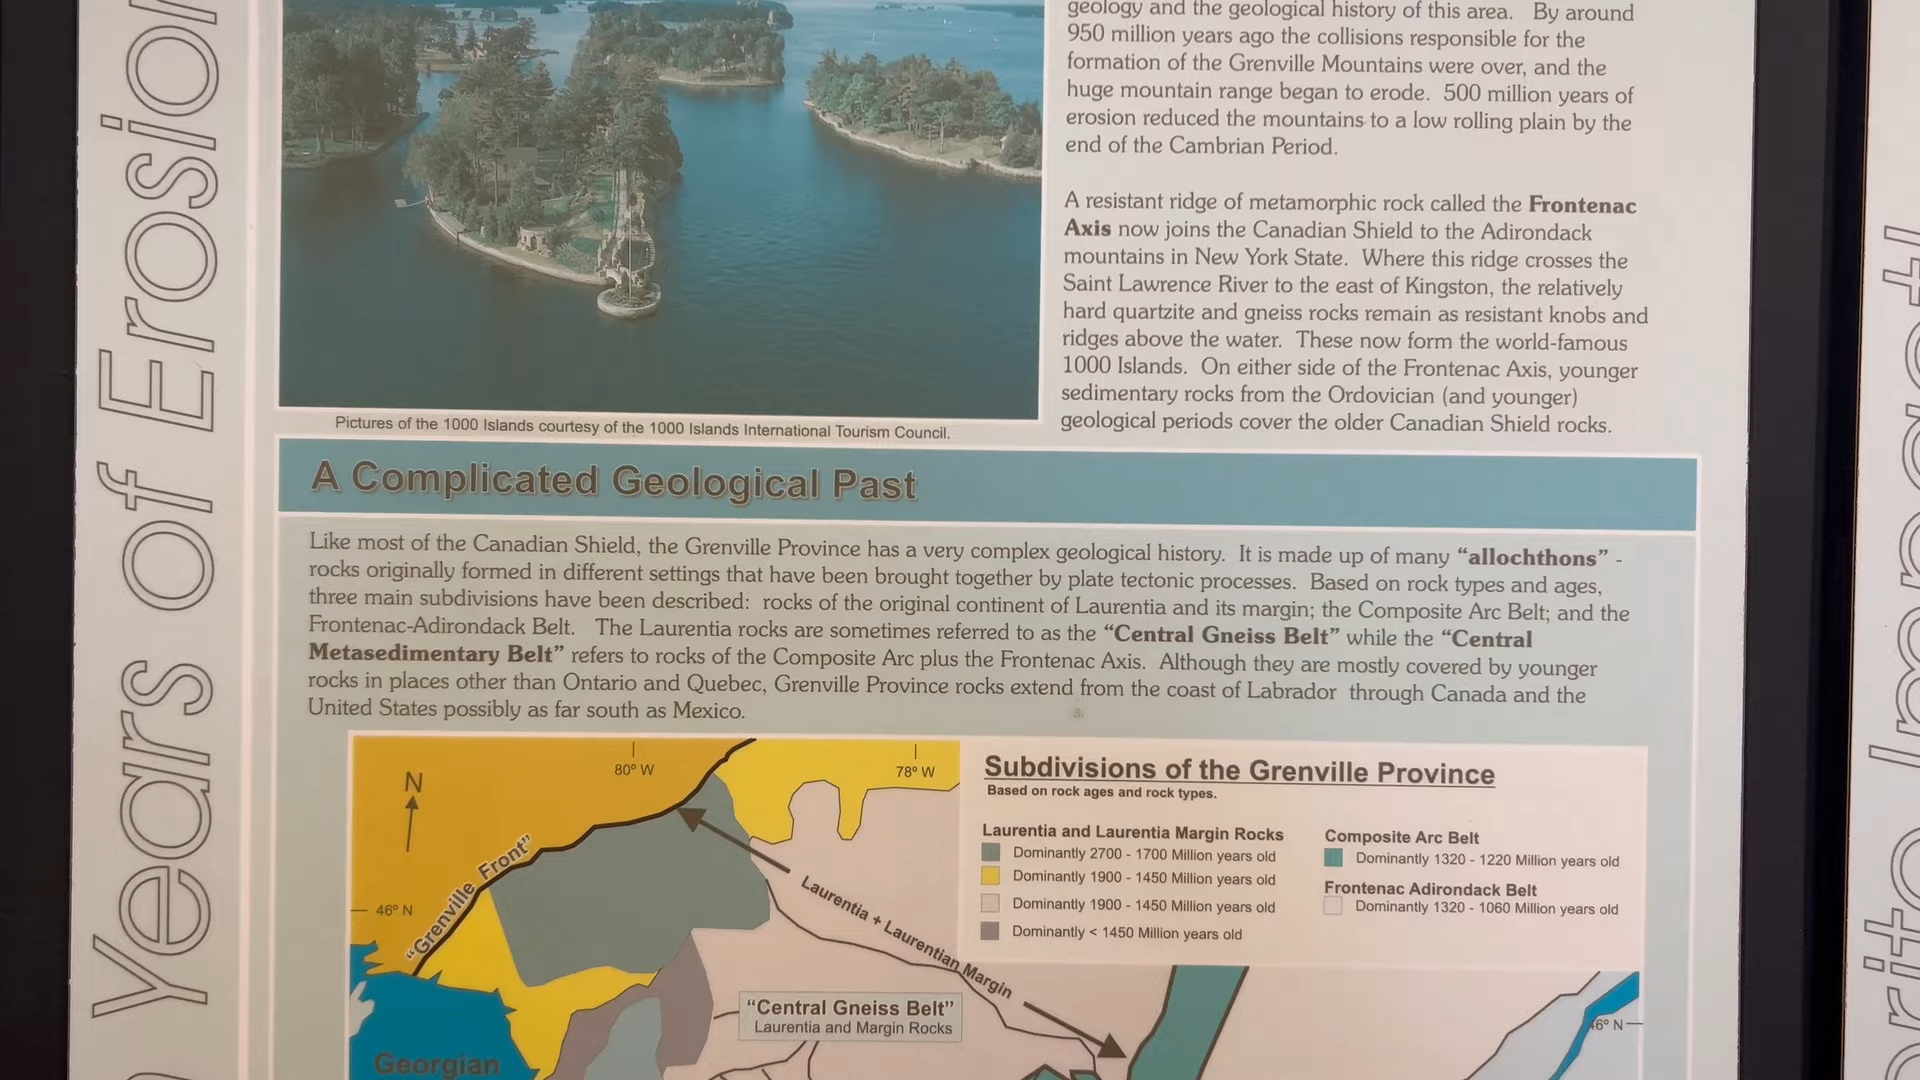 Years of Erosion
geology and the geological history of this area. By around
950 million years ago the collisions responsible for the
formation of the Grenville Mountains were over, and the
huge mountain range began to erode. 500 million years of
erosion reduced the mountains to a low rolling plain by the
end of the Cambrian Period.
A resistant ridge of metamorphic rock called the Frontenac
Axis now joins the Canadian Shield to the Adirondack
mountains in New York State. Where this ridge crosses the
Saint Lawrence River to the east of Kingston, the relatively
hard quartzite and gneiss rocks remain as resistant knobs and
ridges above the water. These now form the world-famous
1000 Islands. On either side of the Frontenac Axis, younger
sedimentary rocks from the Ordovician (and younger)
geological periods cover the older Canadian Shield rocks.
Pictures of the 1000 Islands courtesy of the 1000 Islands International Tourism Council.
A Complicated Geological Past
Like most of the Canadian Shield, the Grenville Province has a very complex geological history. It is made up of many “allochthons” -
rocks originally formed in different settings that have been brought together by plate tectonic processes. Based on rock types and ages,
three main subdivisions have been described: rocks of the original continent of Laurentia and its margin; the Composite Arc Belt; and the
Frontenac-Adirondack Belt. The Laurentia rocks are sometimes referred to as the “Central Gneiss Belt” while the “Central
Metasedimentary Belt” refers to rocks of the Composite Arc plus the Frontenac Axis. Although they are mostly covered by younger
rocks in places other than Ontario and Quebec, Grenville Province rocks extend from the coast of Labrador through Canada and the
United States possibly as far south as Mexico.
N
80° W
78° W
46° N
“Grenville Front”
Laurentia + Laurentian Margin
“Central Gneiss Belt”
Laurentia and Margin Rocks
Georgian
Subdivisions of the Grenville Province
Based on rock ages and rock types.
Laurentia and Laurentia Margin Rocks
Dominantly 2700 - 1700 Million years old
Dominantly 1900 - 1450 Million years old
Dominantly 1900 - 1450 Million years old
Dominantly < 1450 Million years old
Composite Arc Belt
Dominantly 1320 - 1220 Million years old
Frontenac Adirondack Belt
Dominantly 1320 - 1060 Million years old
6° N